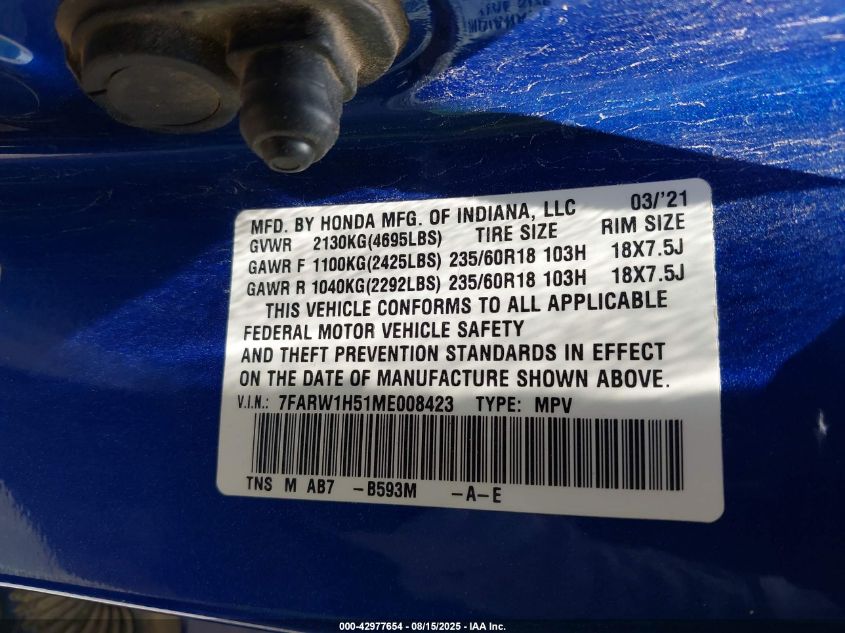 MFD. BY HONDA MFG. OF INDIANA, LLC 03/'21
GVWR 2130KG(4695LBS) TIRE SIZE RIM SIZE
GAWR F 1100KG(2425LBS) 235/60R18 103H 18X7.5J
GAWR R 1040KG(2292LBS) 235/60R18 103H 18X7.5J
THIS VEHICLE CONFORMS TO ALL APPLICABLE
FEDERAL MOTOR VEHICLE SAFETY
AND THEFT PREVENTION STANDARDS IN EFFECT
ON THE DATE OF MANUFACTURE SHOWN ABOVE.
V.I.N.: 7FARW1H51ME008423 TYPE: MPV
TNS M AB7 -B593M -A-E
000-42977654 - 08/15/2025 - IAA Inc.